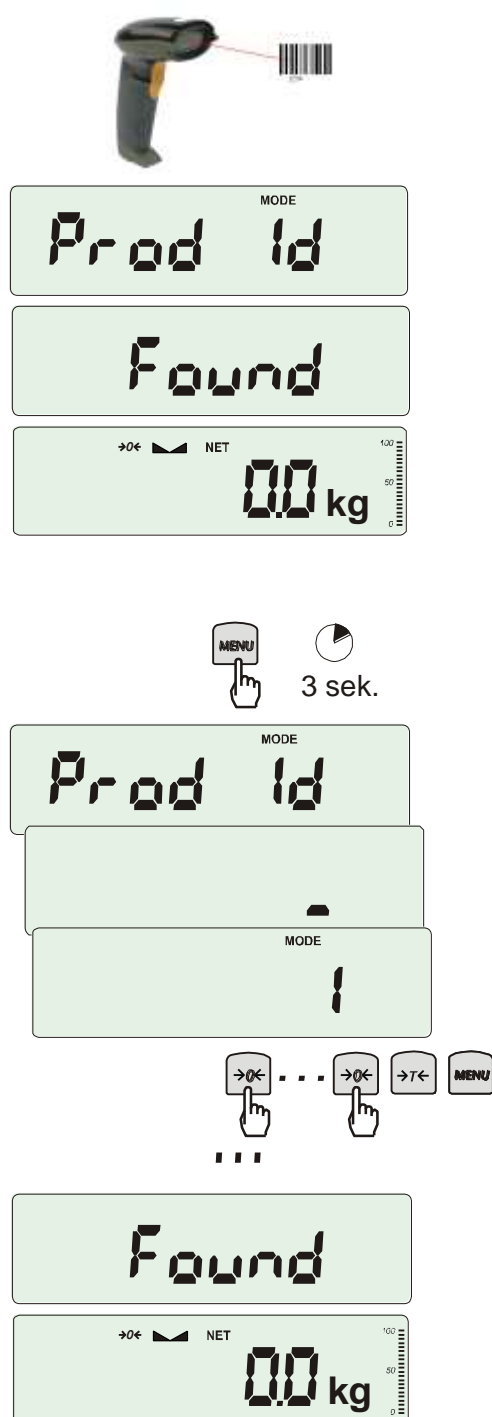 MODE
Prod Id
Found
→0← NET 100
0.0 kg 50
0
MENU
3 sek.
MODE
Prod Id
-
MODE
1
→0← ... →0← →T← MENU
...
Found
→0← NET 100
0.0 kg 50
0